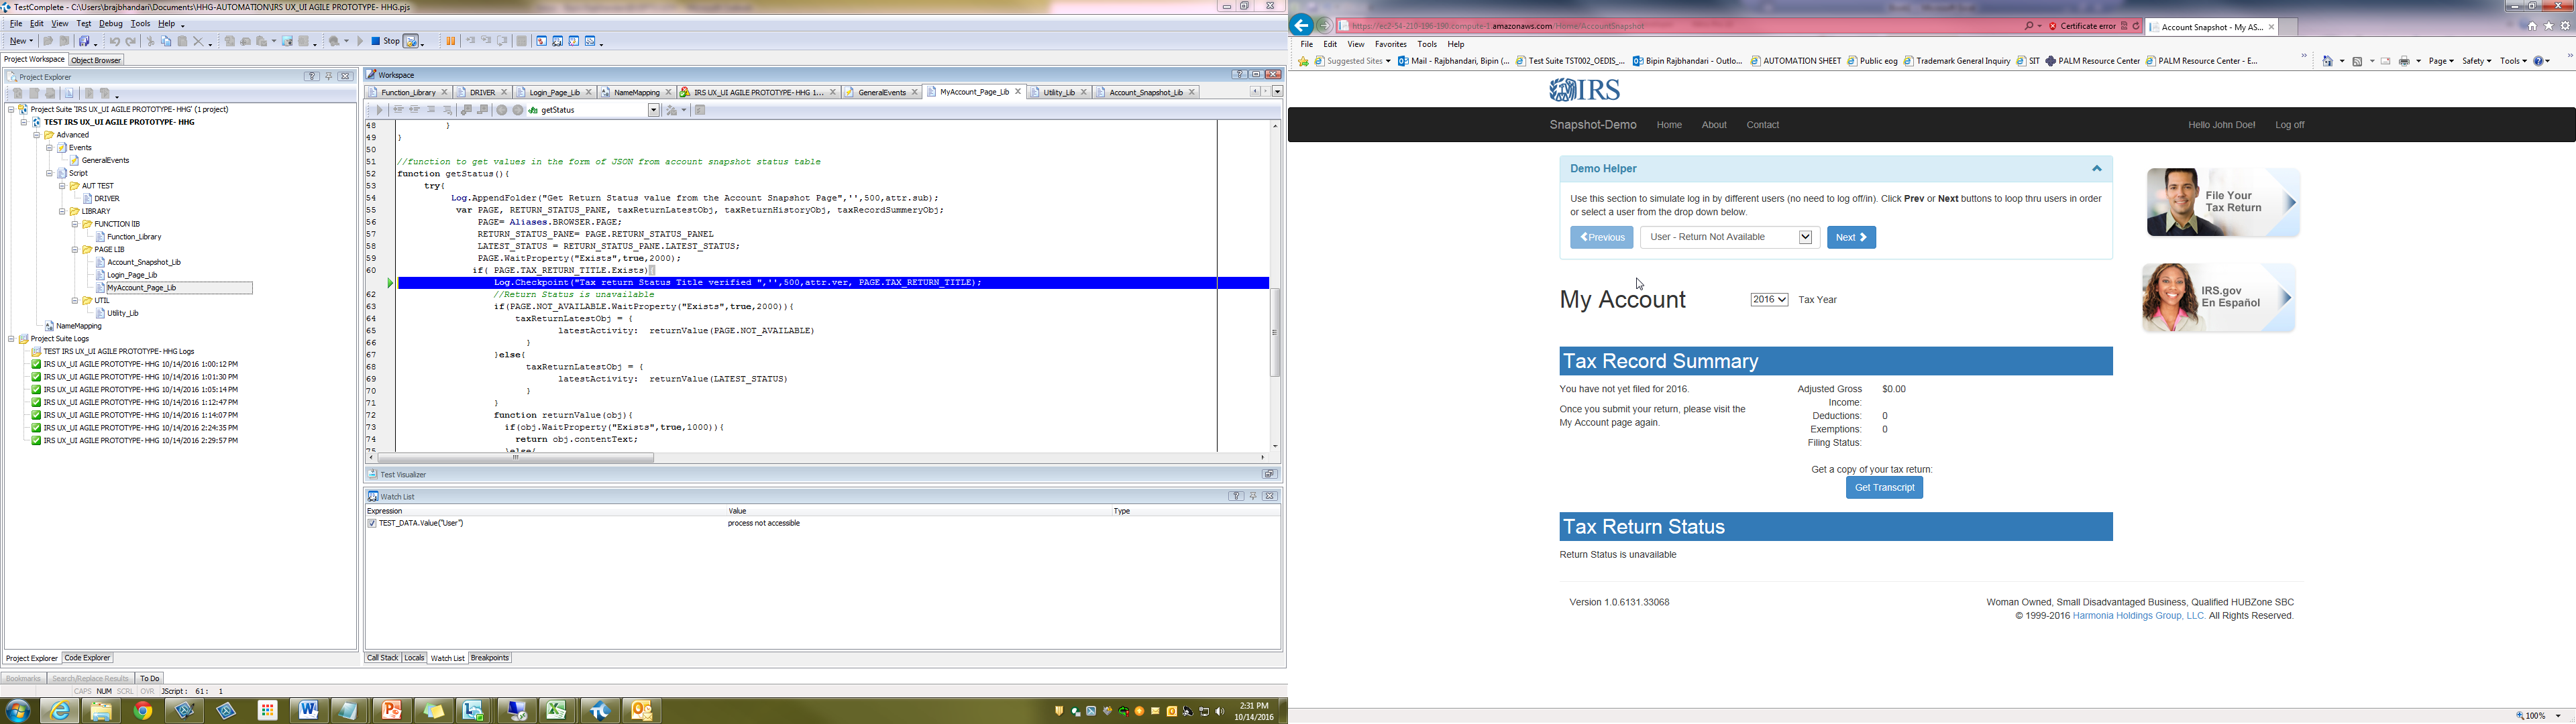 TestComplete - C:\Users\brajbhandari\Documents\HHG-AUTOMATION\IRS UX_UI AGILE PROTOTYPE- HHG.pjs
File Edit View Test Debug Tools Help
New Stop
Project Workspace Object Browser
Project Explorer
Project Suite 'IRS UX_UI AGILE PROTOTYPE- HHG' (1 project)
TEST IRS UX_UI AGILE PROTOTYPE- HHG
Advanced
Events
GeneralEvents
Script
AUT TEST
DRIVER
LIBRARY
FUNCTION lIB
Function_Library
PAGE LIB
Account_Snapshot_Lib
Login_Page_Lib
MyAccount_Page_Lib
UTIL
Utility_Lib
NameMapping
Project Suite Logs
TEST IRS UX_UI AGILE PROTOTYPE- HHG Logs
IRS UX_UI AGILE PROTOTYPE- HHG 10/14/2016 1:00:12 PM
IRS UX_UI AGILE PROTOTYPE- HHG 10/14/2016 1:01:30 PM
IRS UX_UI AGILE PROTOTYPE- HHG 10/14/2016 1:05:14 PM
IRS UX_UI AGILE PROTOTYPE- HHG 10/14/2016 1:12:47 PM
IRS UX_UI AGILE PROTOTYPE- HHG 10/14/2016 1:14:07 PM
IRS UX_UI AGILE PROTOTYPE- HHG 10/14/2016 2:24:35 PM
IRS UX_UI AGILE PROTOTYPE- HHG 10/14/2016 2:29:57 PM
Project Explorer Code Explorer
Workspace
Function_Library DRIVER Login_Page_Lib NameMapping IRS UX_UI AGILE PROTOTYPE- HHG 1... GeneralEvents MyAccount_Page_Lib Utility_Lib Account_Snapshot_Lib
getStatus
48 }
49 }
50
51 //function to get values in the form of JSON from account snapshot status table
52 function getStatus(){
53 try{
54 Log.AppendFolder("Get Return Status value from the Account Snapshot Page",'',500,attr.sub);
55 var PAGE, RETURN_STATUS_PANE, taxReturnLatestObj, taxReturnHistoryObj, taxRecordSummeryObj;
56 PAGE= Aliases.BROWSER.PAGE;
57 RETURN_STATUS_PANE= PAGE.RETURN_STATUS_PANEL
58 LATEST_STATUS = RETURN_STATUS_PANE.LATEST_STATUS;
59 PAGE.WaitProperty("Exists",true,2000);
60 if( PAGE.TAX_RETURN_TITLE.Exists){
Log.Checkpoint("Tax return Status Title verified ",'',500,attr.ver, PAGE.TAX_RETURN_TITLE);
62 //Return Status is unavailable
63 if(PAGE.NOT_AVAILABLE.WaitProperty("Exists",true,2000)){
64 taxReturnLatestObj = {
65 latestActivity: returnValue(PAGE.NOT_AVAILABLE)
66 }
67 }else{
68 taxReturnLatestObj = {
69 latestActivity: returnValue(LATEST_STATUS)
70 }
71 }
72 function returnValue(obj){
73 if(obj.WaitProperty("Exists",true,1000)){
74 return obj.contentText;
75 }else{
Test Visualizer
Watch List
Expression Value Type
TEST_DATA.Value("User") process not accessible
Call Stack Locals Watch List Breakpoints
Bookmarks Search/Replace Results To Do
CAPS NUM SCRL OVR JScript: 61: 1
2:31 PM
10/14/2016
https://ec2-54-210-196-190.compute-1.amazonaws.com/Home/AccountSnapshot
Certificate error
Account Snapshot - My AS...
File Edit View Favorites Tools Help
Suggested Sites Mail - Rajbhandari, Bipin (... Test Suite TST002_OEDIS_... Bipin Rajbhandari - Outlo... AUTOMATION SHEET Public eog Trademark General Inquiry SIT PALM Resource Center PALM Resource Center - E...
Page Safety Tools
IRS
Snapshot-Demo Home About Contact Hello John Doe! Log off
Demo Helper
Use this section to simulate log in by different users (no need to log off/in). Click Prev or Next buttons to loop thru users in order
or select a user from the drop down below.
Previous User - Return Not Available Next
My Account 2016 Tax Year
Tax Record Summary
You have not yet filed for 2016.
Once you submit your return, please visit the
My Account page again.
Adjusted Gross
Income: $0.00
Deductions: 0
Exemptions: 0
Filing Status:
Get a copy of your tax return:
Get Transcript
Tax Return Status
Return Status is unavailable
File Your
Tax Return
IRS.gov
En Español
Version 1.0.6131.33068
Woman Owned, Small Disadvantaged Business, Qualified HUBZone SBC
© 1999-2016 Harmonia Holdings Group, LLC. All Rights Reserved.
100%